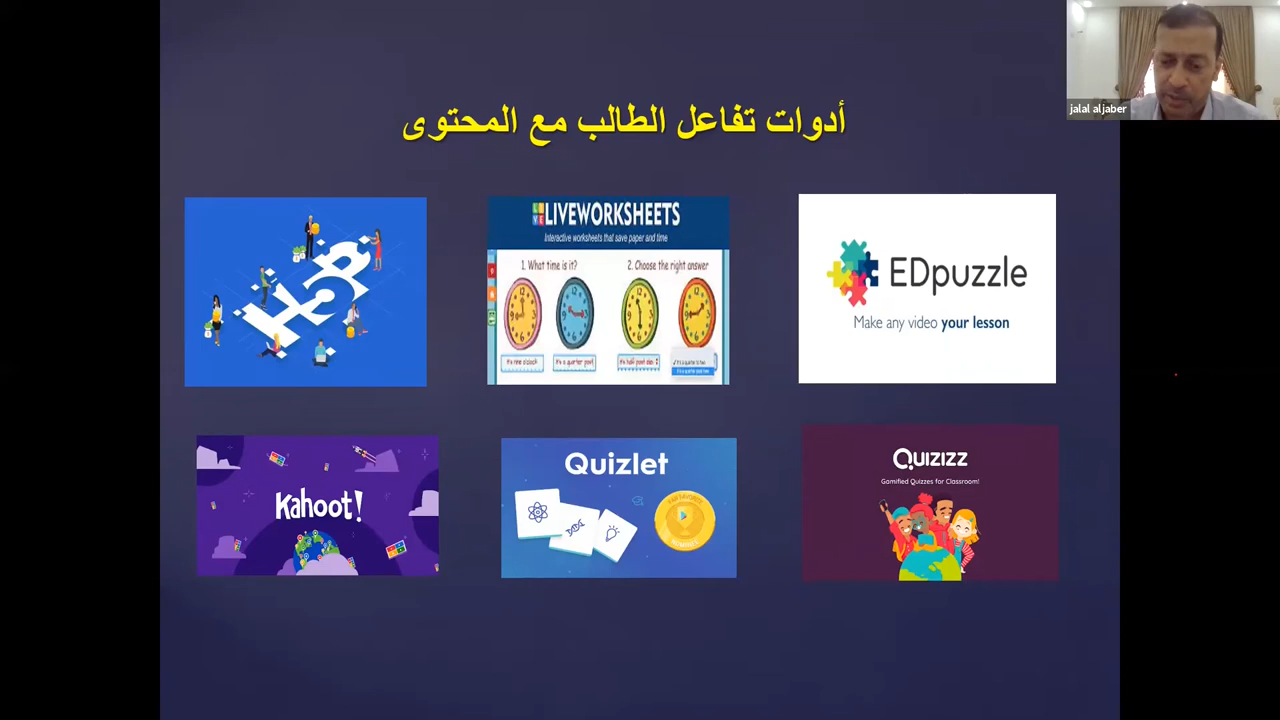 jalal aljaber
أدوات تفاعل الطالب مع المحتوى
EDpuzzle
Make any video your lesson
LIVEWORKSHEETS
Interactive worksheets that save paper and time
1. What time is it?
2. Choose the right answer
H5P
QUIZIZZ
Gamified Quizzes for Classroom!
Quizlet
Kahoot!